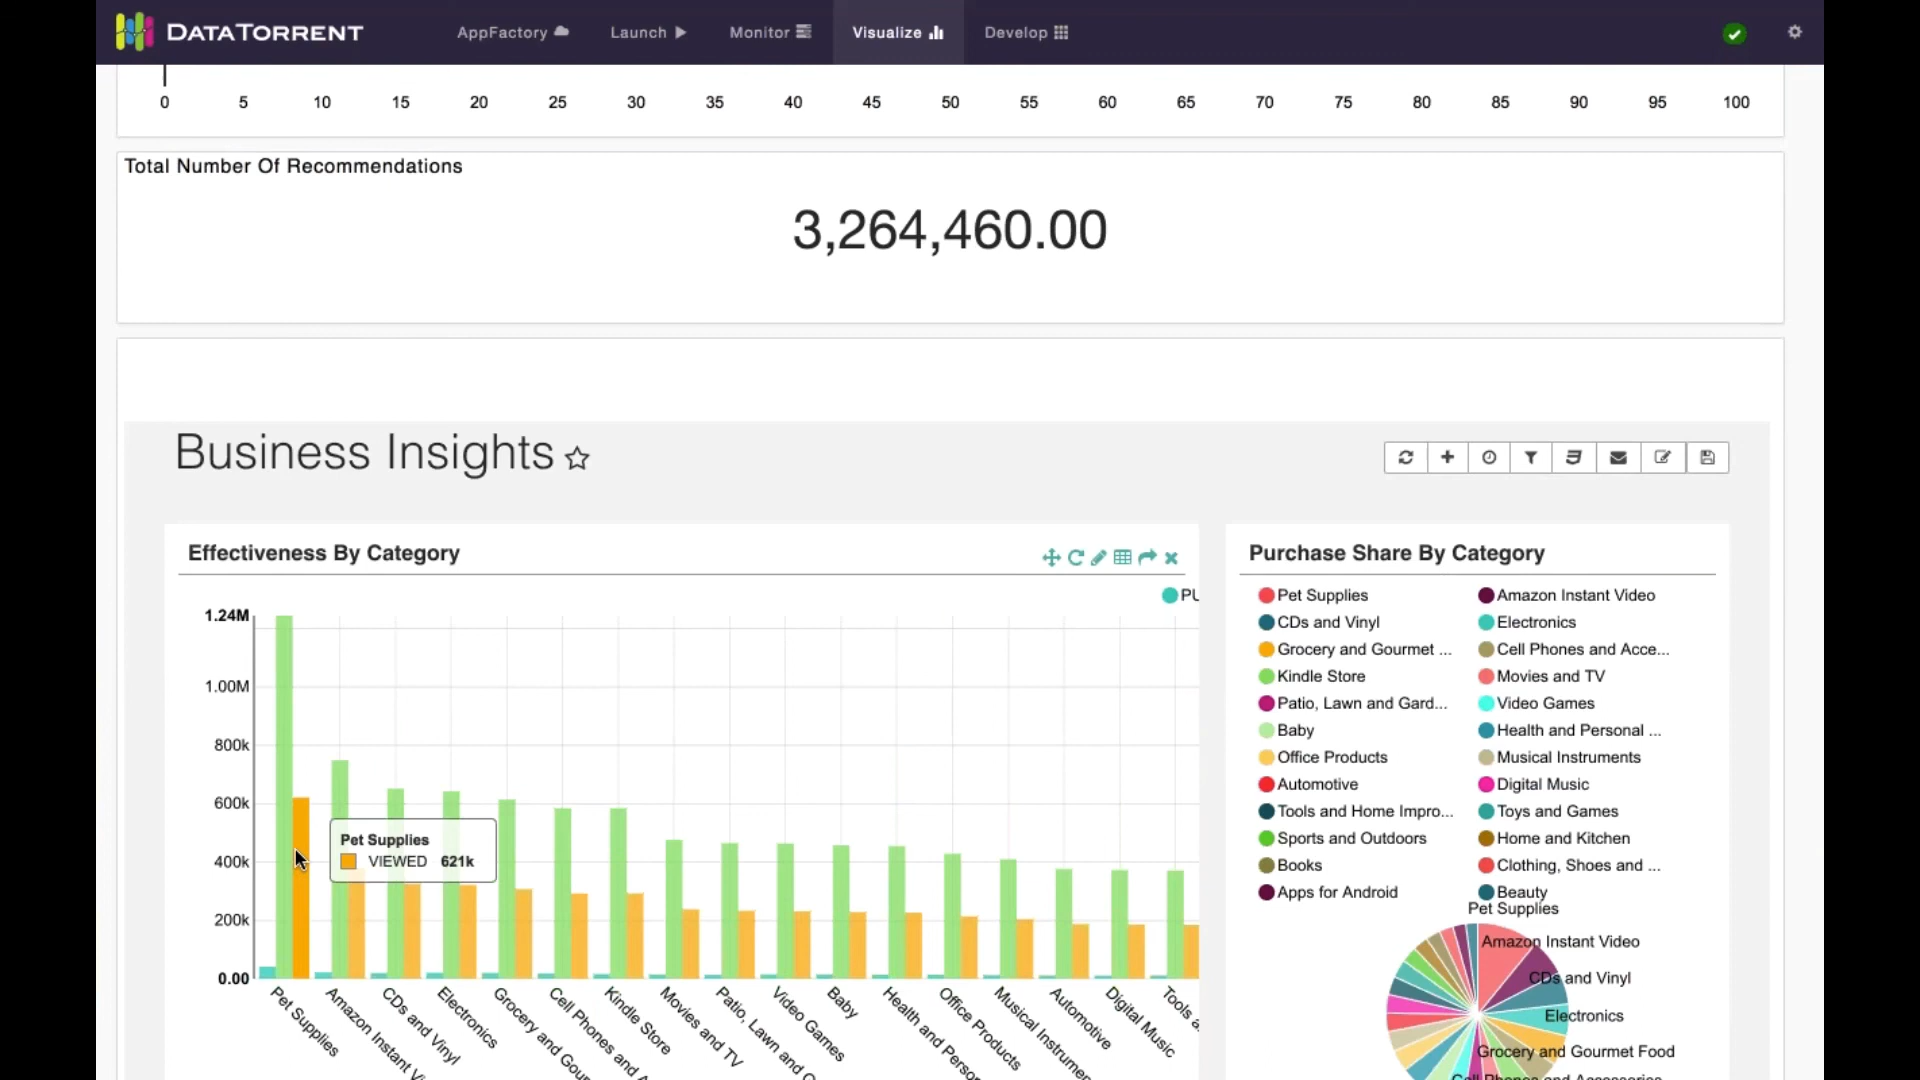 DATATORRENT
AppFactory
Launch
Monitor
Visualize
Develop
0 5 10 15 20 25 30 35 40 45 50 55 60 65 70 75 80 85 90 95 100
Total Number Of Recommendations
3,264,460.00
Business Insights
Effectiveness By Category
PU
1.24M
1.00M
800k
600k
400k
200k
0.00
Pet Supplies
VIEWED 621k
Pet Supplies
Amazon Instant Vi
CDs and Vinyl
Electronics
Grocery and Gour
Cell Phones and A
Kindle Store
Movies and TV
Patio, Lawn and G
Video Games
Baby
Health and Perso
Office Products
Musical Instrumen
Automotive
Digital Music
Tools a
Purchase Share By Category
Pet Supplies
Amazon Instant Video
CDs and Vinyl
Electronics
Grocery and Gourmet ...
Cell Phones and Acce...
Kindle Store
Movies and TV
Patio, Lawn and Gard...
Video Games
Baby
Health and Personal ...
Office Products
Musical Instruments
Automotive
Digital Music
Tools and Home Impro...
Toys and Games
Sports and Outdoors
Home and Kitchen
Books
Clothing, Shoes and ...
Apps for Android
Beauty
Pet Supplies
Amazon Instant Video
CDs and Vinyl
Electronics
Grocery and Gourmet Food
Cell Phones and Accessories